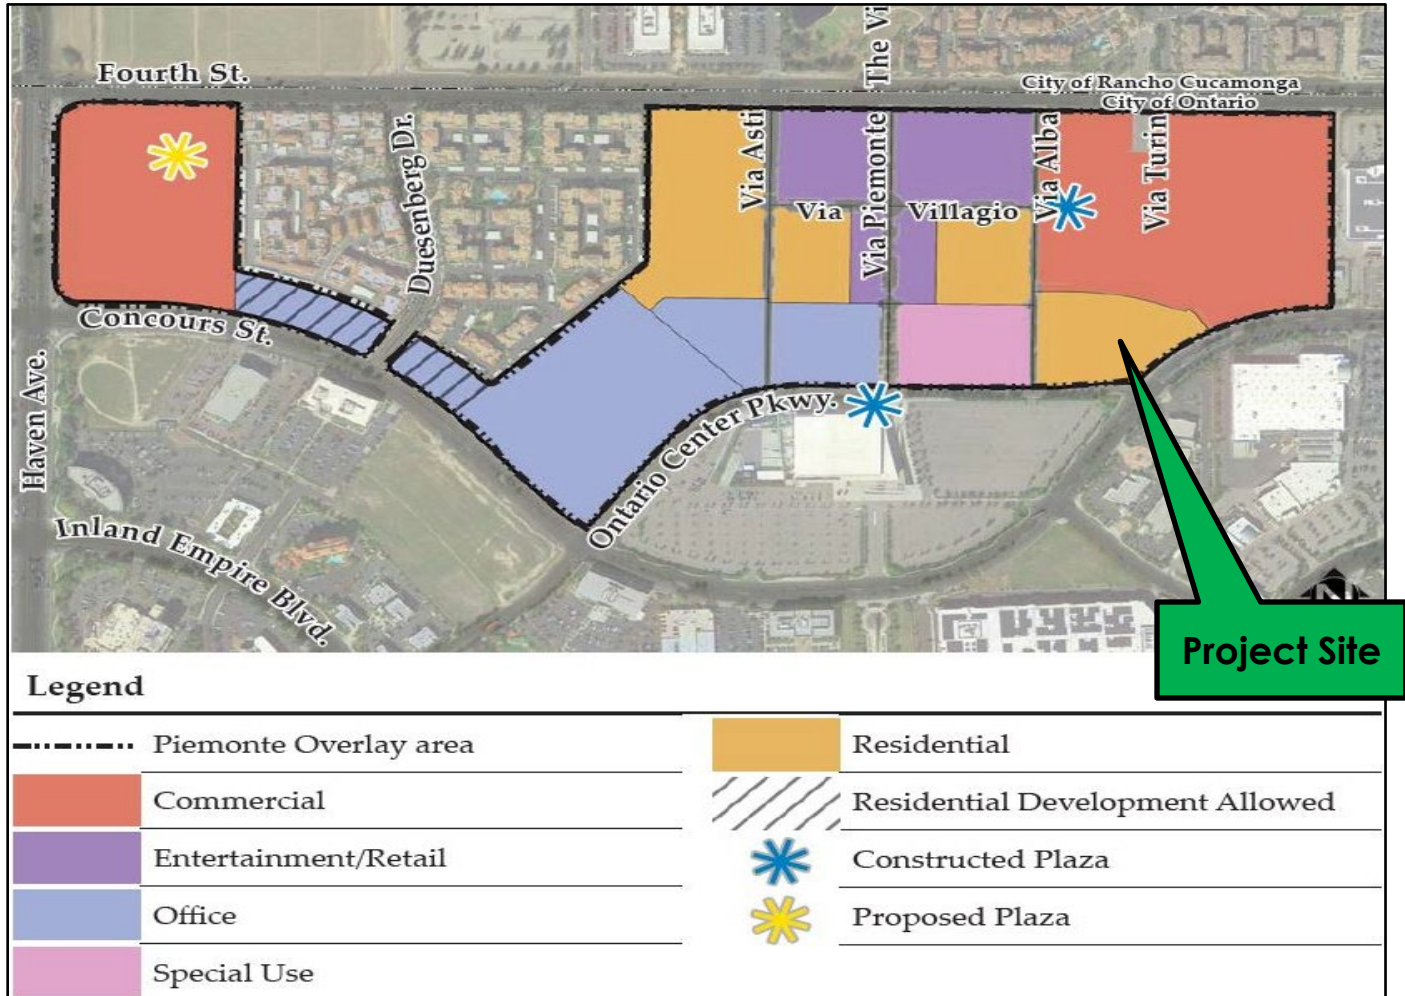 The Vi
Fourth St.
City of Rancho Cucamonga
City of Ontario
Duesenberg Dr.
Via Asti
Via Piemonte
Via Alba
Via Turin
Via Villagio
Concours St.
Haven Ave.
Ontario Center Pkwy.
Inland Empire Blvd.
N
Project Site
Legend
Piemonte Overlay area
Residential
Commercial
Residential Development Allowed
Entertainment/Retail
Constructed Plaza
Office
Proposed Plaza
Special Use